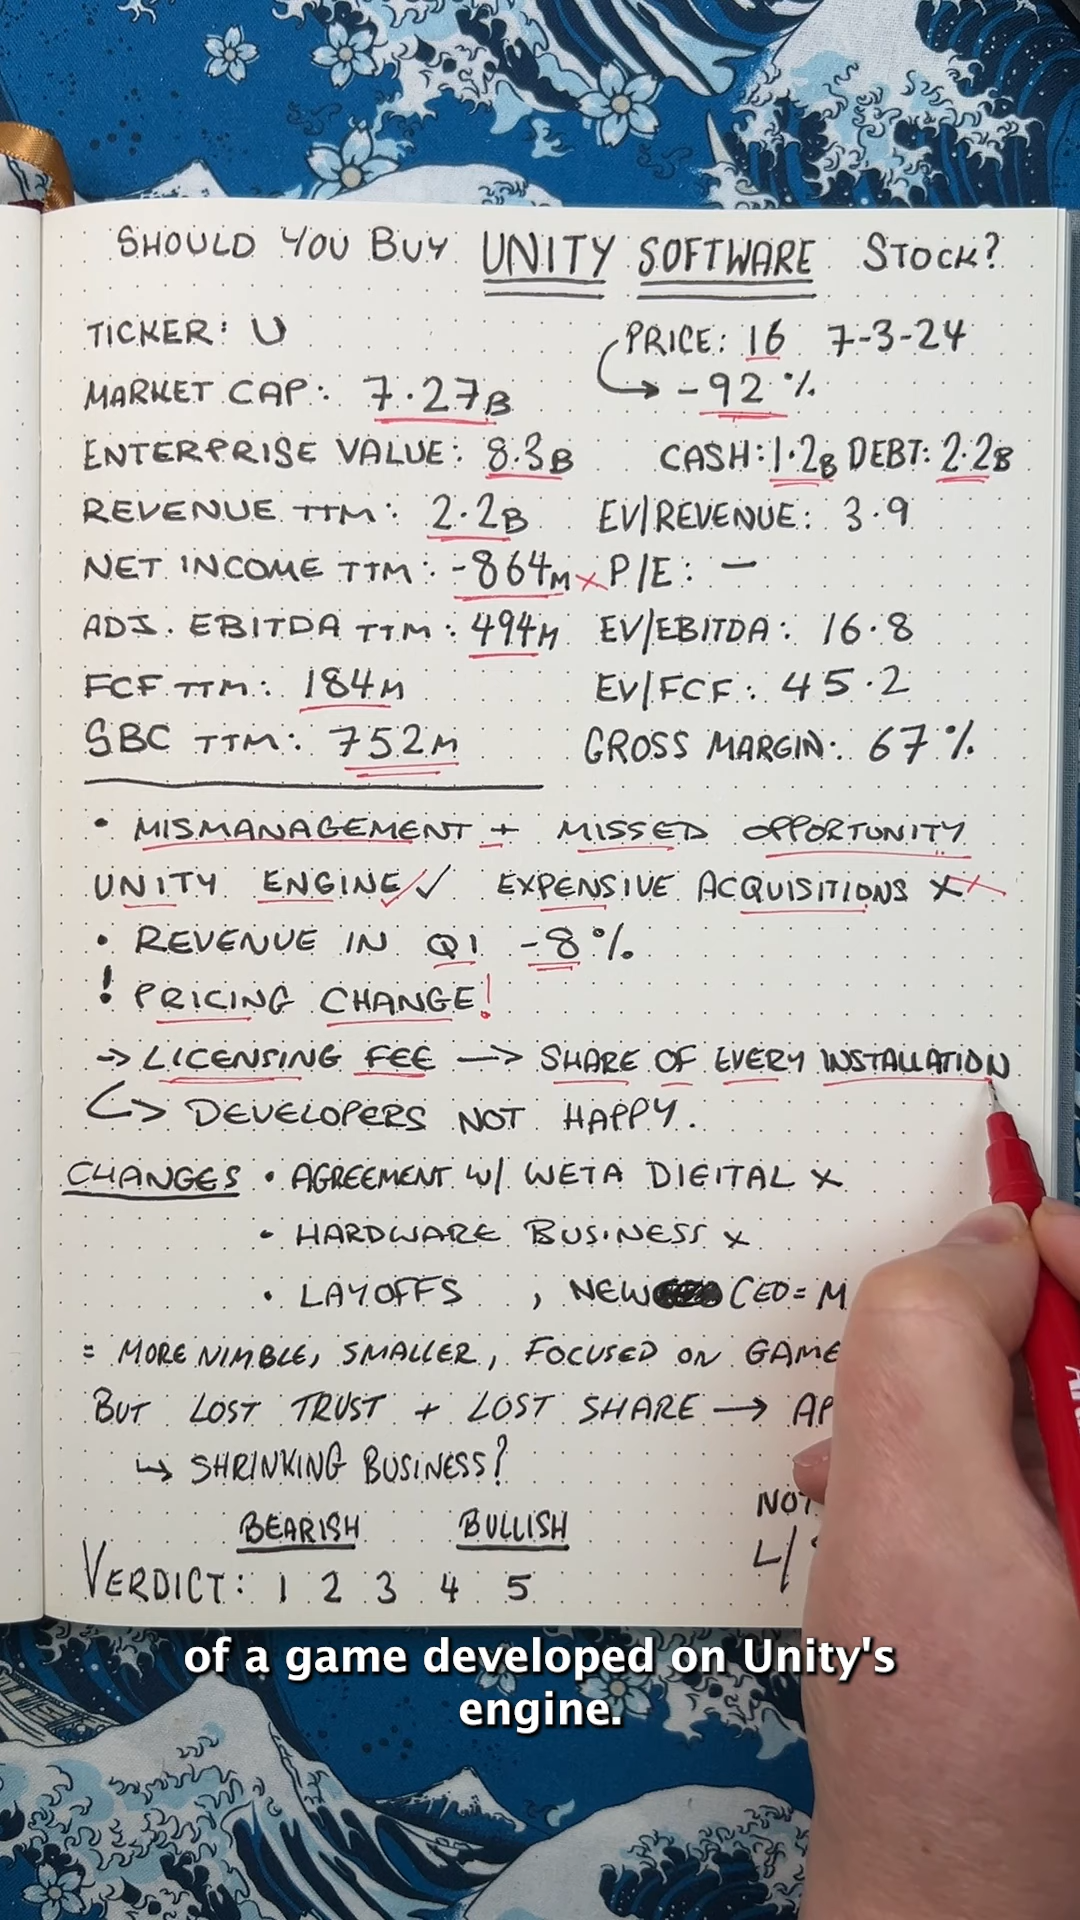 SHOULD YOU BUY UNITY SOFTWARE STOCK?
TICKER: U PRICE: 16 7-3-24
MARKET CAP: 7.27B → -92%
ENTERPRISE VALUE: 8.3B CASH: 1.2B DEBT: 2.2B
REVENUE TTM: 2.2B EV/REVENUE: 3.9
NET INCOME TTM: -864M x P/E: —
ADJ. EBITDA TTM: 494M EV/EBITDA: 16.8
FCF TTM: 184M EV/FCF: 45.2
SBC TTM: 752M GROSS MARGIN: 67%
• MISMANAGEMENT + MISSED OPPORTUNITY
UNITY ENGINE ✓ EXPENSIVE ACQUISITIONS x
• REVENUE IN Q1 -8%
! PRICING CHANGE!
→ LICENSING FEE → SHARE OF EVERY INSTALLATION
↳ DEVELOPERS NOT HAPPY.
CHANGES • AGREEMENT W/ WETA DIGITAL x
• HARDWARE BUSINESS x
• LAYOFFS , NEW CEO = M
= MORE NIMBLE, SMALLER, FOCUSED ON GAME
BUT LOST TRUST + LOST SHARE → AP
↳ SHRINKING BUSINESS?
NOT
BEARISH BULLISH
VERDICT: 1 2 3 4 5
of a game developed on Unity's
engine.